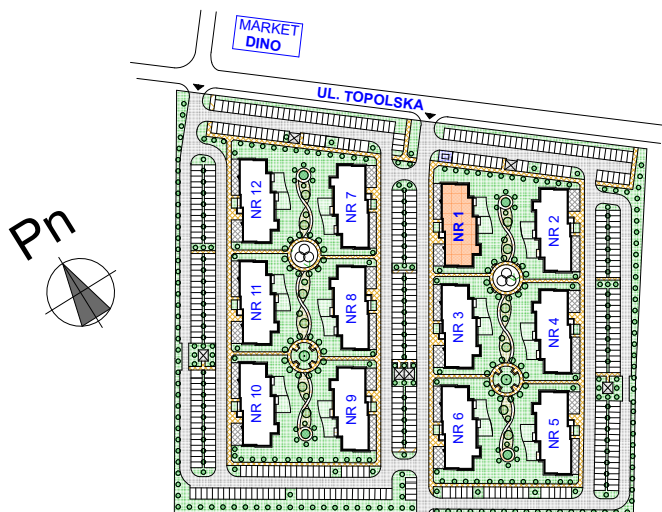 MARKET
DINO
UL. TOPOLSKA
Pn
NR 12
NR 7
NR 1
NR 2
NR 11
NR 8
NR 3
NR 4
NR 10
NR 9
NR 6
NR 5